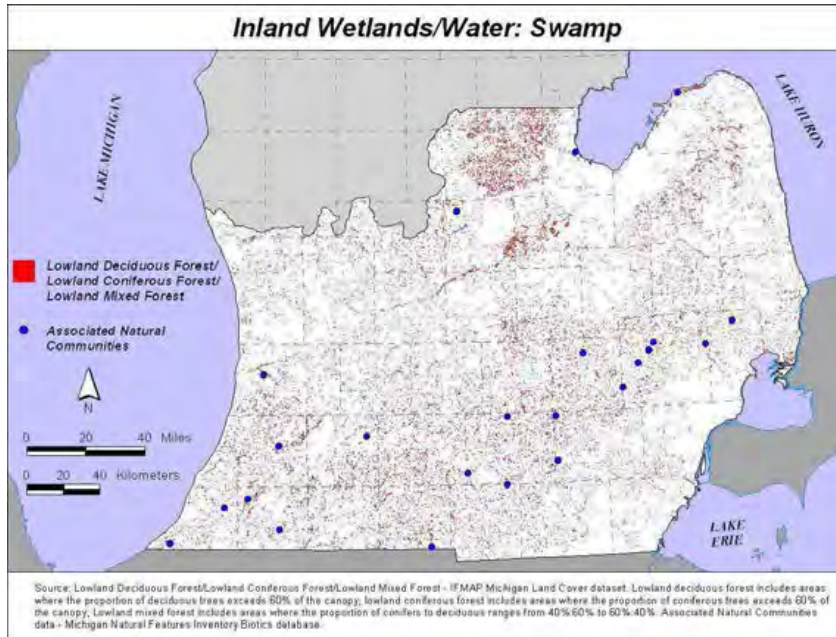 Inland Wetlands/Water: Swamp
LAKE MICHIGAN
LAKE HURON
Lowland Deciduous Forest/
Lowland Coniferous Forest/
Lowland Mixed Forest
Associated Natural
Communities
N
0 20 40 Miles
0 20 40 Kilometers
LAKE
ERIE
Source: Lowland Deciduous Forest/Lowland Coniferous Forest/Lowland Mixed Forest - IFMAP Michigan Land Cover dataset. Lowland deciduous forest includes areas
where the proportion of deciduous trees exceeds 60% of the canopy, lowland coniferous forest includes areas where the proportion of coniferous trees exceeds 60% of
the canopy, Lowland mixed forest includes areas where the proportion of conifers to deciduous ranges from 40%:60% to 60%:40%. Associated Natural Communities
data - Michigan Natural Features Inventory Biotics database.